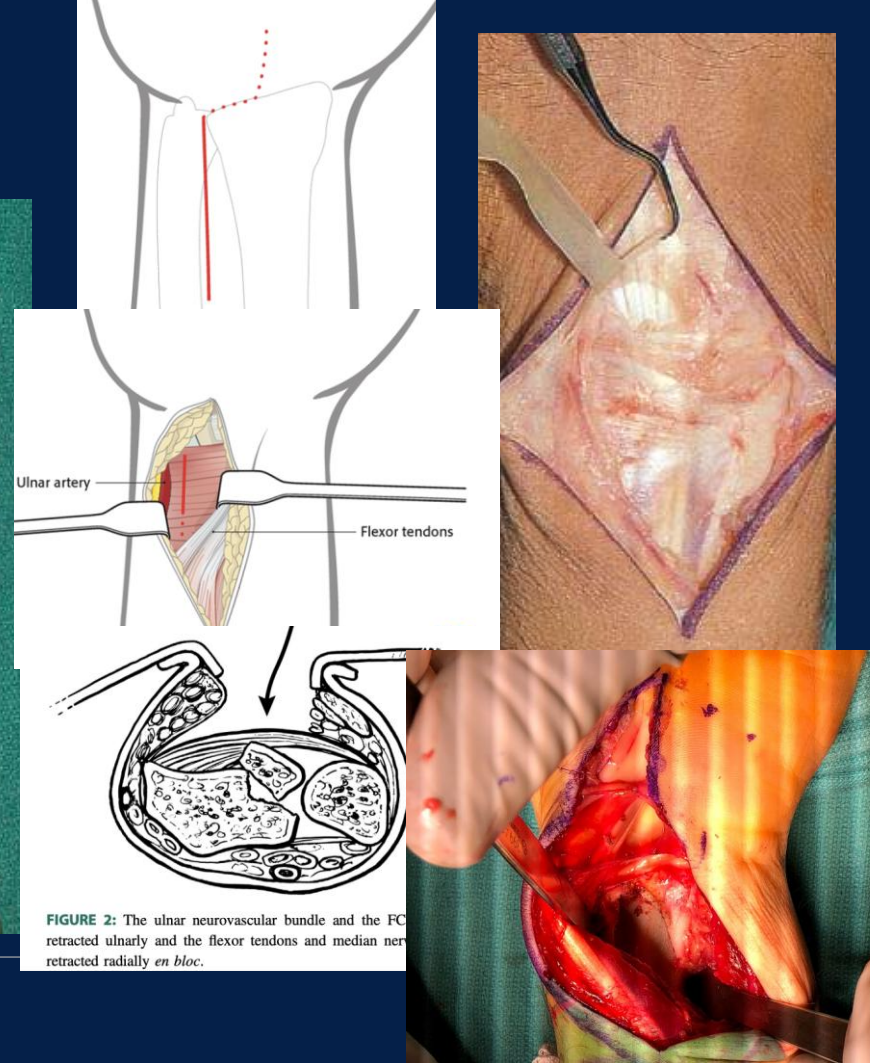 Ulnar artery
Flexor tendons
FIGURE 2: The ulnar neurovascular bundle and the FC
retracted ulnarly and the flexor tendons and median
retracted radially en bloc.